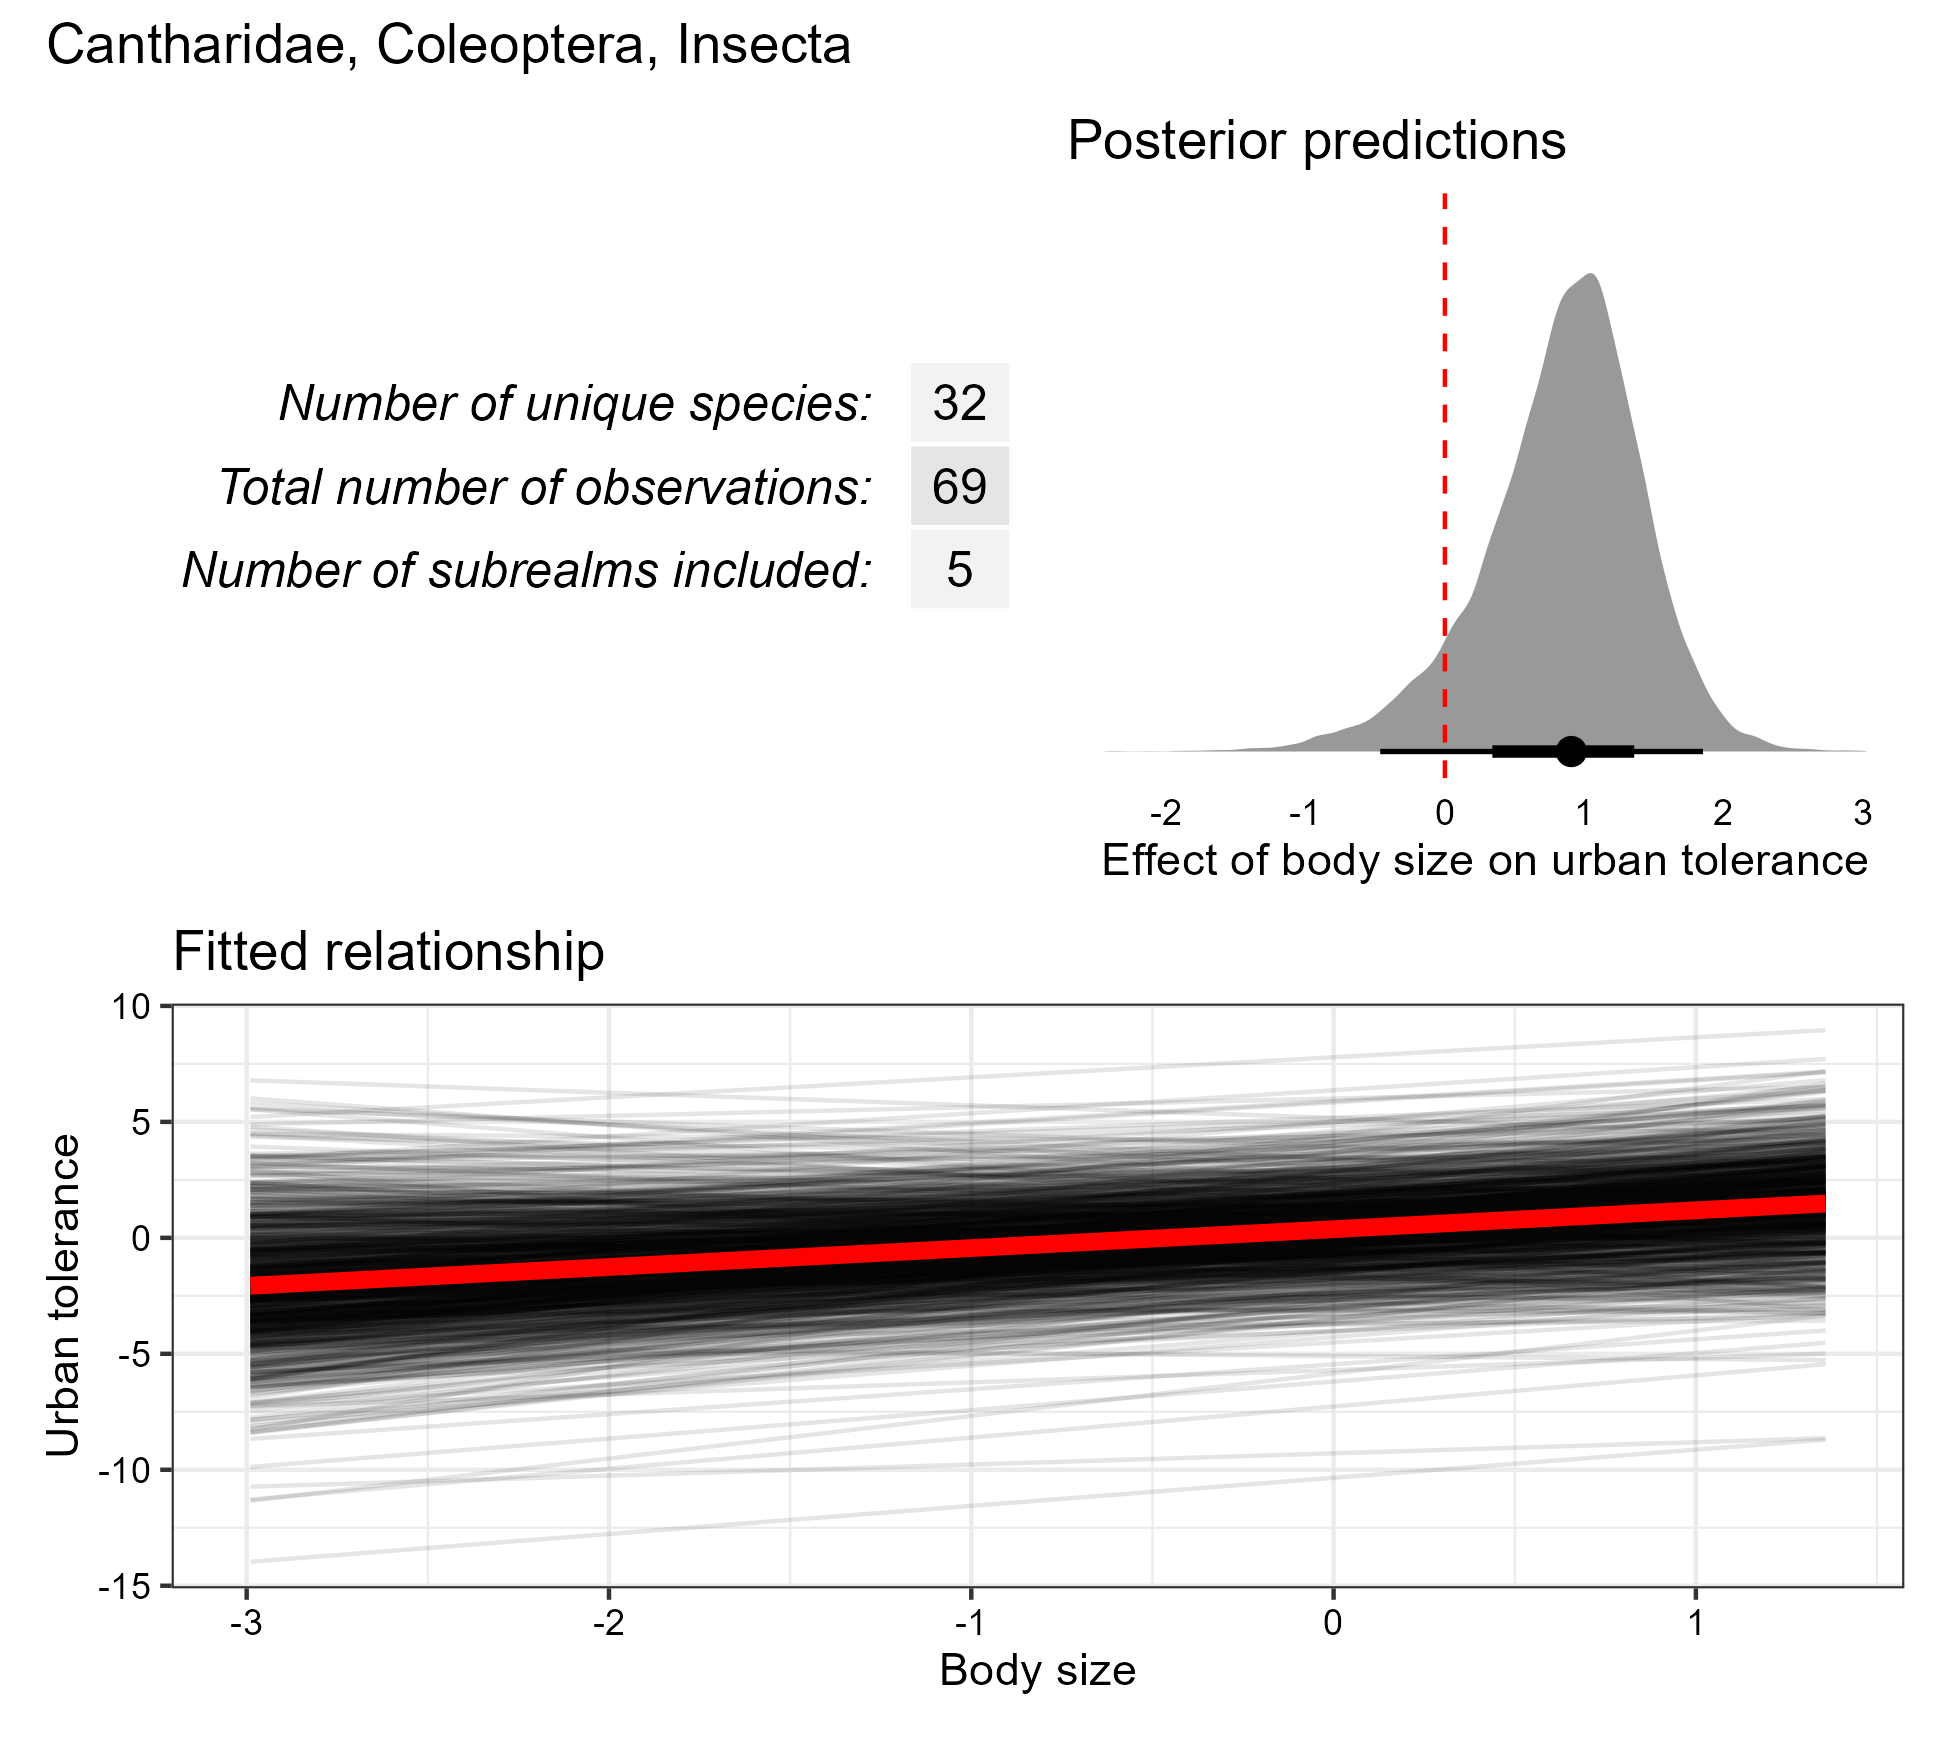 Cantharidae, Coleoptera, Insecta
Posterior predictions
Number of unique species: 32
Total number of observations: 69
Number of subrealms included: 5
-2 -1 0 1 2 3
Effect of body size on urban tolerance
Fitted relationship
10
5
0
-5
-10
-15
Urban tolerance
-3 -2 -1 0 1
Body size